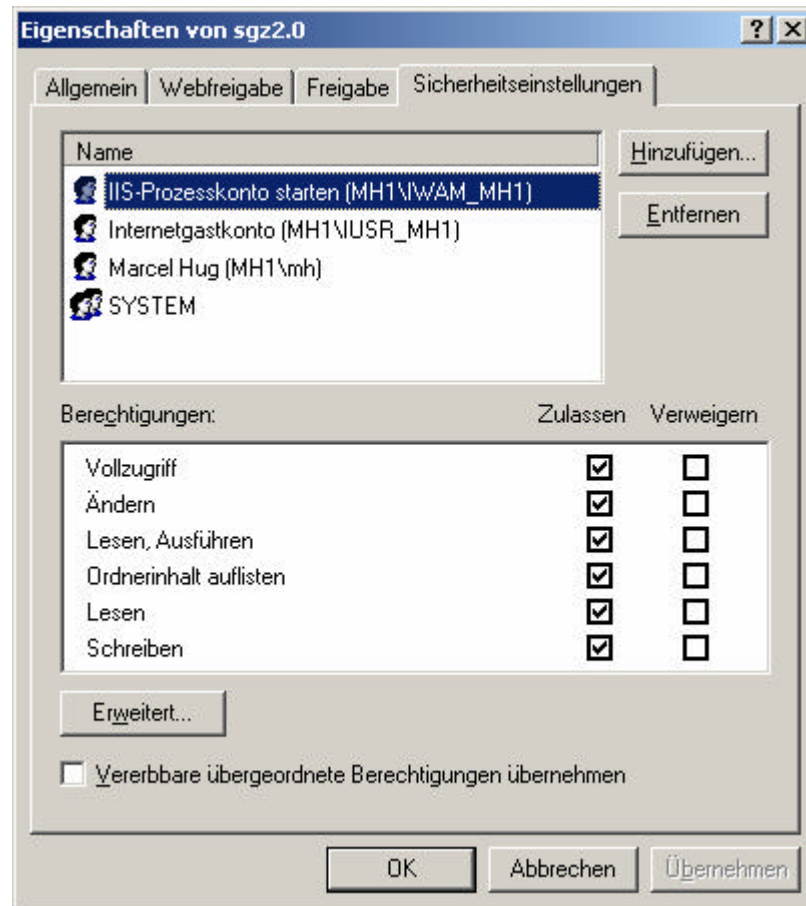 Eigenschaften von sgz2.0
Allgemein Webfreigabe Freigabe Sicherheitseinstellungen
Name
Hinzufügen...
IIS-Prozesskonto starten (MH1\IWAM_MH1)
Internetgastkonto (MH1\IUSR_MH1)
Entfernen
Marcel Hug (MH1\mh)
SYSTEM
Berechtigungen: Zulassen Verweigern
Vollzugriff
Ändern
Lesen, Ausführen
Ordnerinhalt auflisten
Lesen
Schreiben
Erweitert...
Vererbbare übergeordnete Berechtigungen übernehmen
OK Abbrechen Übernehmen